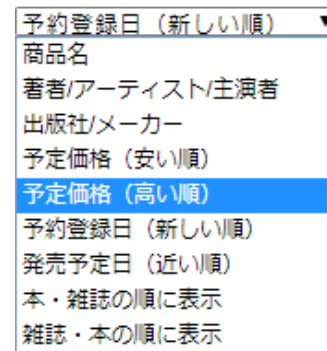 予約登録日（新しい順）
商品名
著者/アーティスト/主演者
出版社/メーカー
予定価格（安い順）
予定価格（高い順）
予約登録日（新しい順）
発売予定日（近い順）
本・雑誌の順に表示
雑誌・本の順に表示